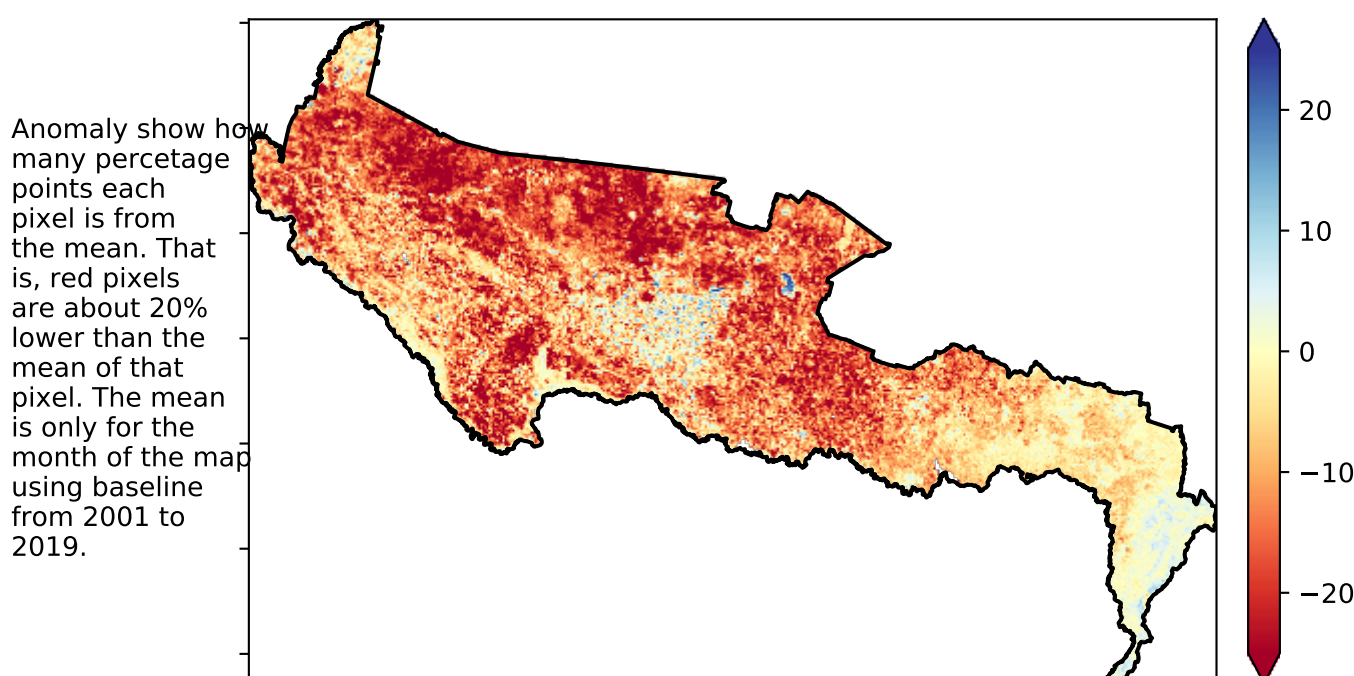 Anomaly show how
many percetage
points each
pixel is from
the mean. That
is, red pixels
are about 20%
lower than the
mean of that
pixel. The mean
is only for the
month of the map
using baseline
from 2001 to
2019.
20
10
0
−10
−20